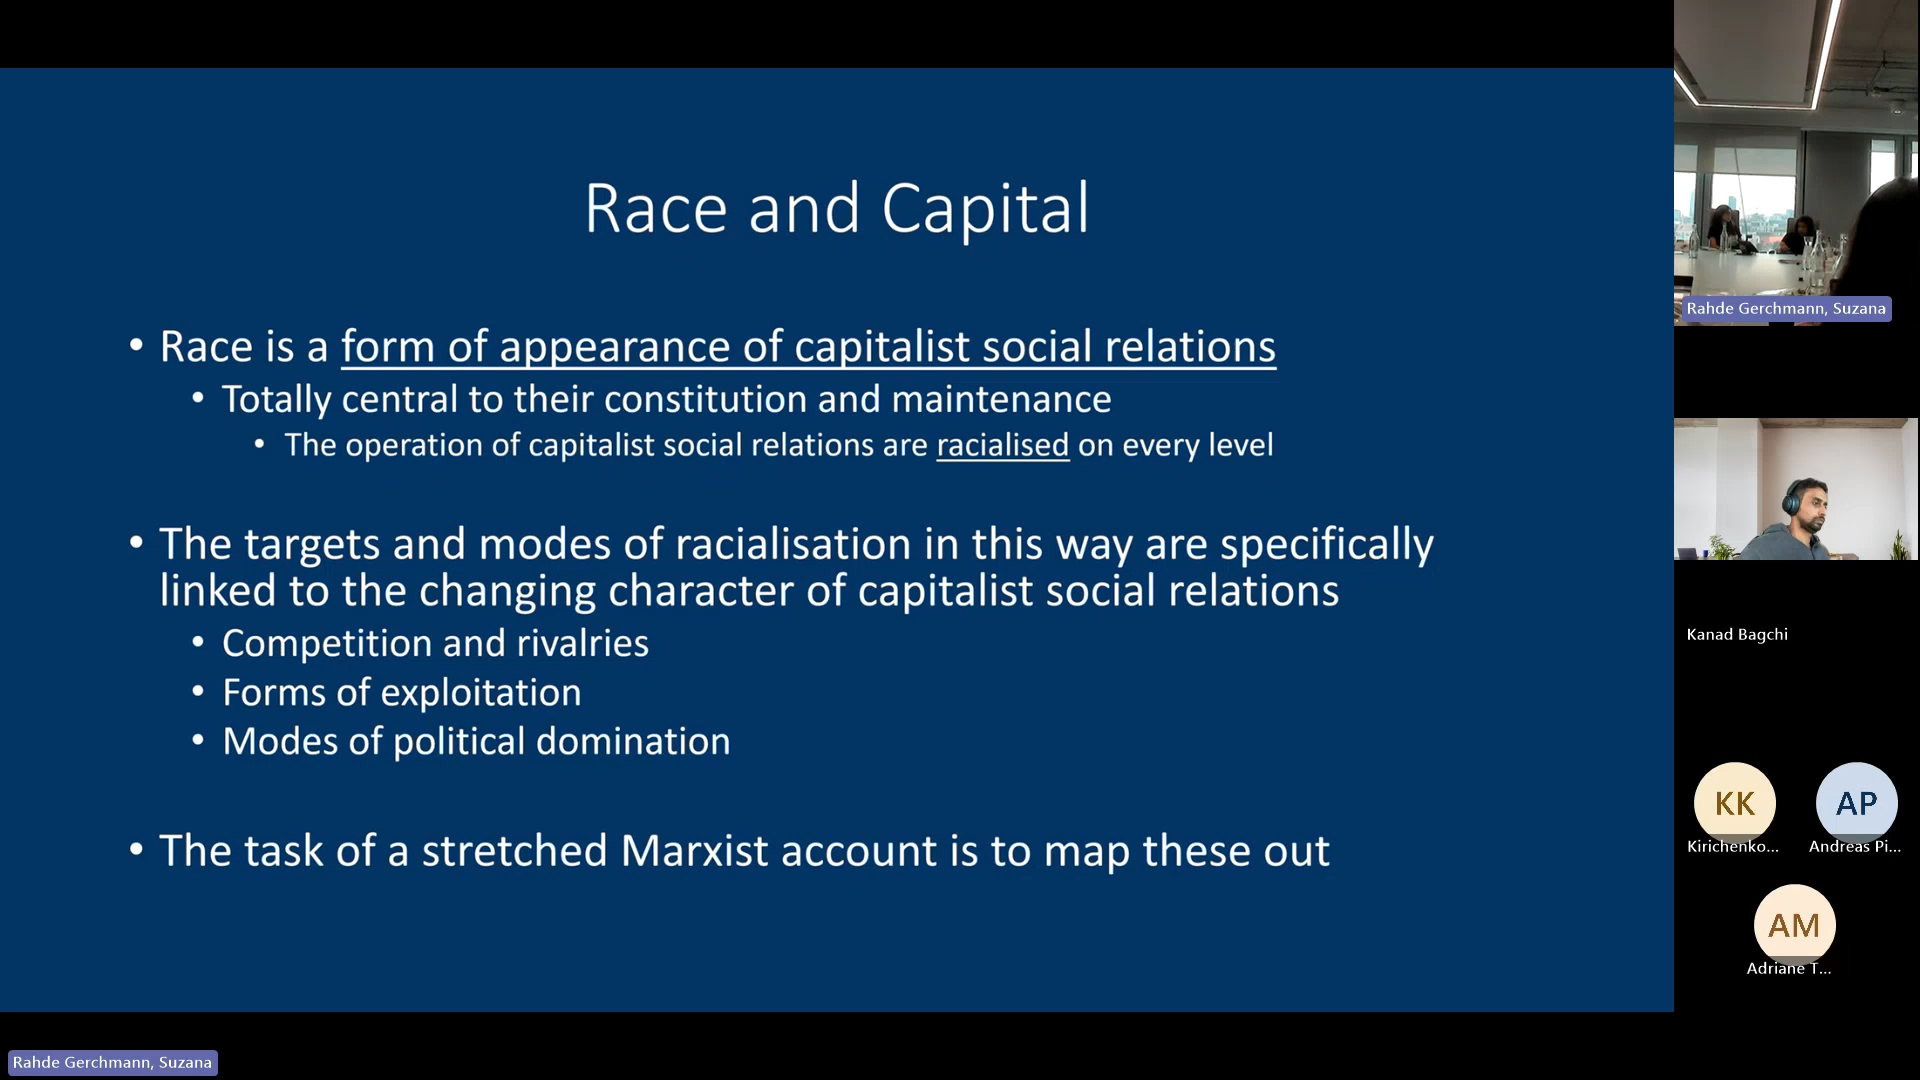 Race and Capital
• Race is a form of appearance of capitalist social relations
• Totally central to their constitution and maintenance
• The operation of capitalist social relations are racialised on every level
• The targets and modes of racialisation in this way are specifically
linked to the changing character of capitalist social relations
• Competition and rivalries
• Forms of exploitation
• Modes of political domination
• The task of a stretched Marxist account is to map these out
Rahde Gerchmann, Suzana
Rahde Gerchmann, Suzana
Kanad Bagchi
KK
AP
Kirichenko...
Andreas Pi...
AM
Adriane T...